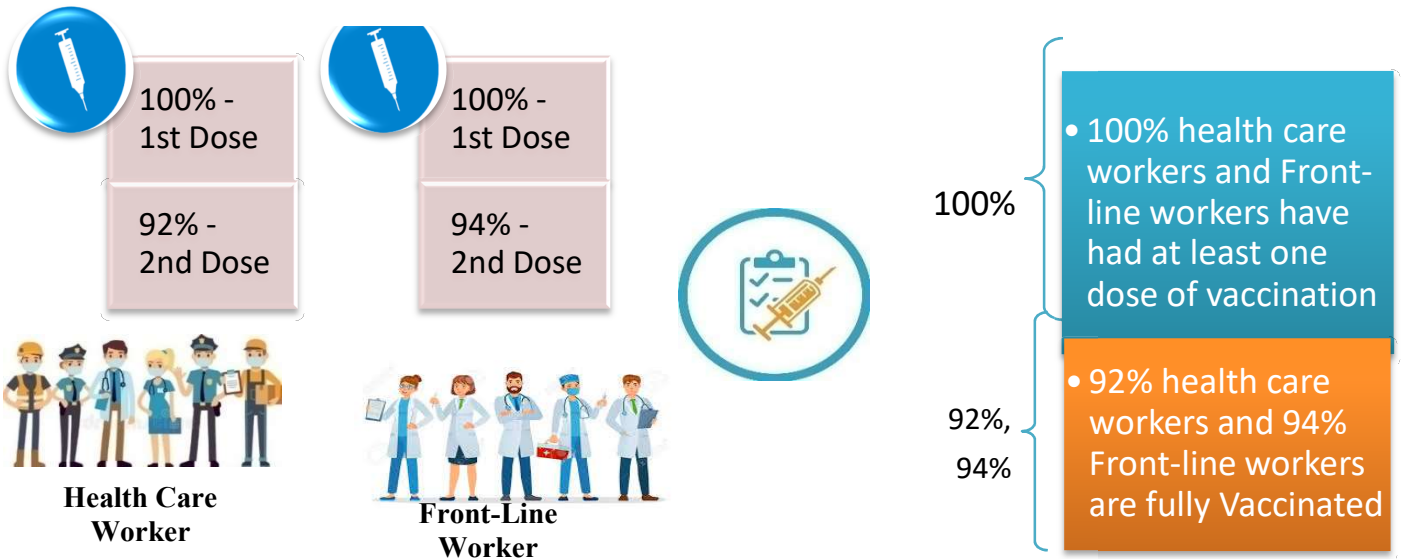 100% -
1st Dose
92% -
2nd Dose
Health Care
Worker
100% -
1st Dose
94% -
2nd Dose
Front-Line
Worker
100%
92%,
94%
• 100% health care
workers and Front-
line workers have
had at least one
dose of vaccination
• 92% health care
workers and 94%
Front-line workers
are fully Vaccinated